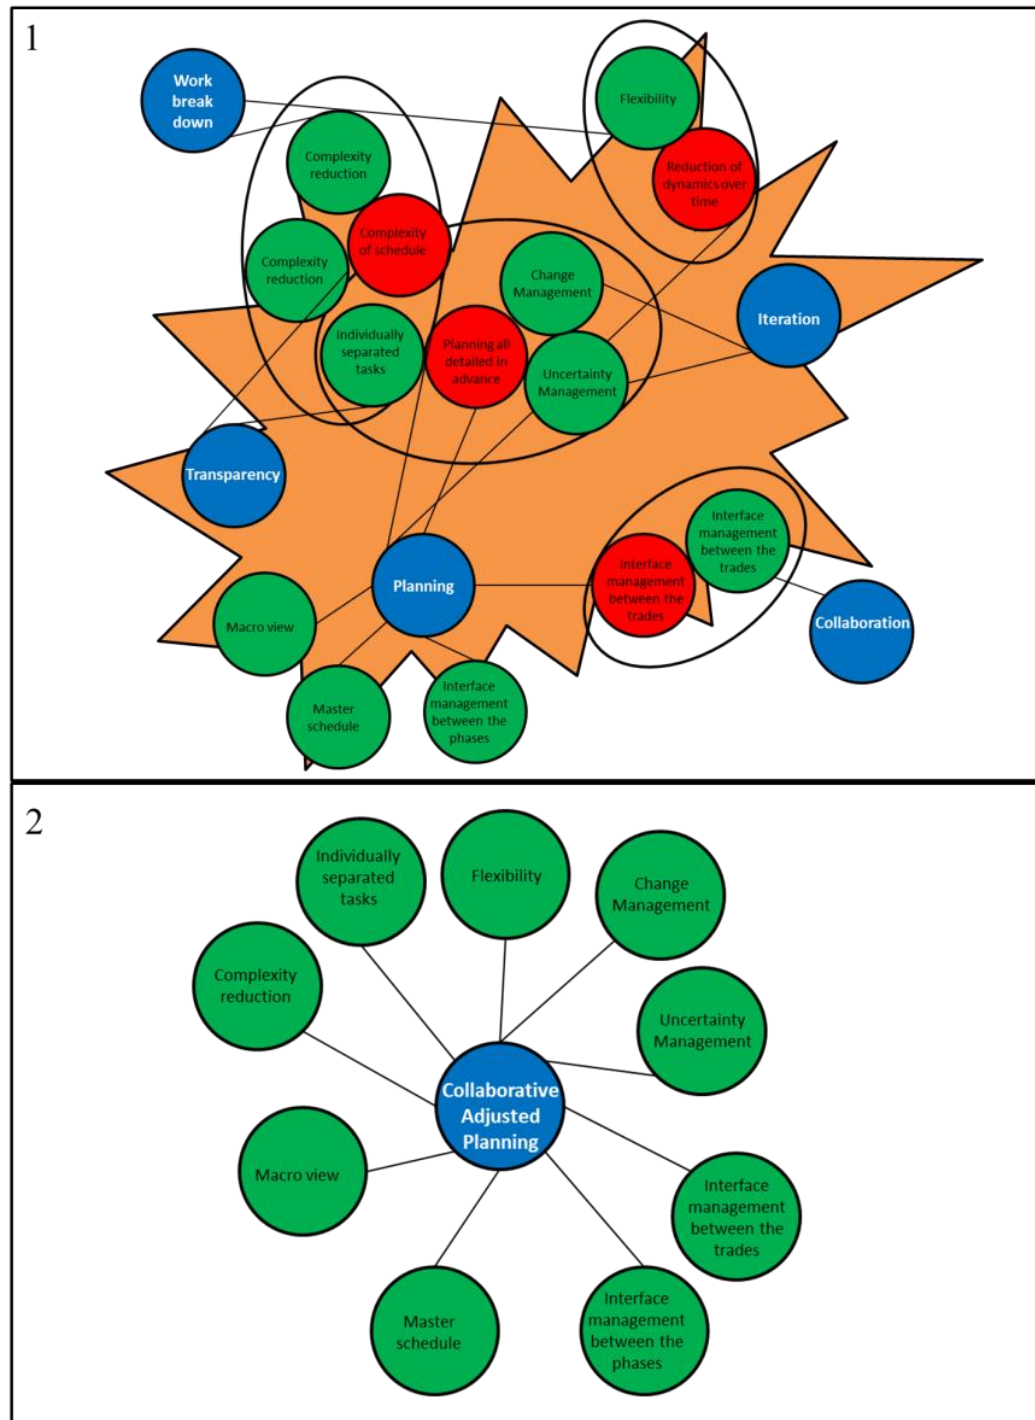 1
Work
break
down
Flexibility
Complexity
reduction
Reduction of
dynamics over
time
Complexity
of schedule
Complexity
reduction
Change
Management
Iteration
Individually
separated
tasks
Planning all
detailed in
advance
Uncertainty
Management
Transparency
Interface
management
between the
trades
Planning
Interface
management
between the
trades
Macro view
Collaboration
Master
schedule
Interface
management
between the
phases
2
Individually
separated
tasks
Flexibility
Change
Management
Complexity
reduction
Uncertainty
Management
Collaborative
Adjusted
Planning
Macro view
Interface
management
between the
trades
Master
schedule
Interface
management
between the
phases